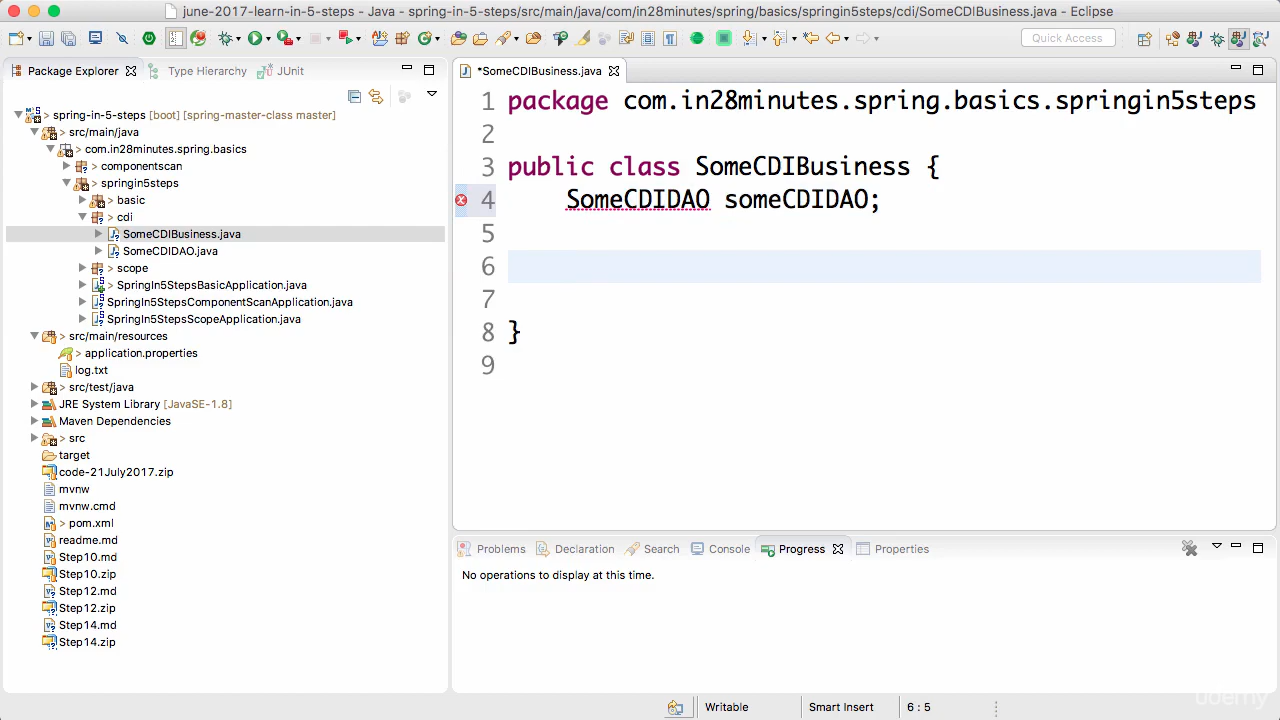 june-2017-learn-in-5-steps - Java - spring-in-5-steps/src/main/java/com/in28minutes/spring/basics/springin5steps/cdi/SomeCDIBusiness.java - Eclipse
Quick Access
Package Explorer
Type Hierarchy
JUnit
*SomeCDIBusiness.java
> spring-in-5-steps [boot] [spring-master-class master]
> src/main/java
> com.in28minutes.spring.basics
> componentscan
> springin5steps
> basic
> cdi
> SomeCDIBusiness.java
SomeCDIDAO.java
> scope
> SpringIn5StepsBasicApplication.java
SpringIn5StepsComponentScanApplication.java
SpringIn5StepsScopeApplication.java
> src/main/resources
> application.properties
log.txt
> src/test/java
JRE System Library [JavaSE-1.8]
Maven Dependencies
> src
target
code-21July2017.zip
mvnw
mvnw.cmd
> pom.xml
readme.md
Step10.md
Step10.zip
Step12.md
Step12.zip
Step14.md
Step14.zip
1 package com.in28minutes.spring.basics.springin5steps
2
3 public class SomeCDIBusiness {
4 SomeCDIDAO someCDIDAO;
5
6
7
8 }
9
Problems
Declaration
Search
Console
Progress
Properties
No operations to display at this time.
Writable
Smart Insert
6 : 5
udemy